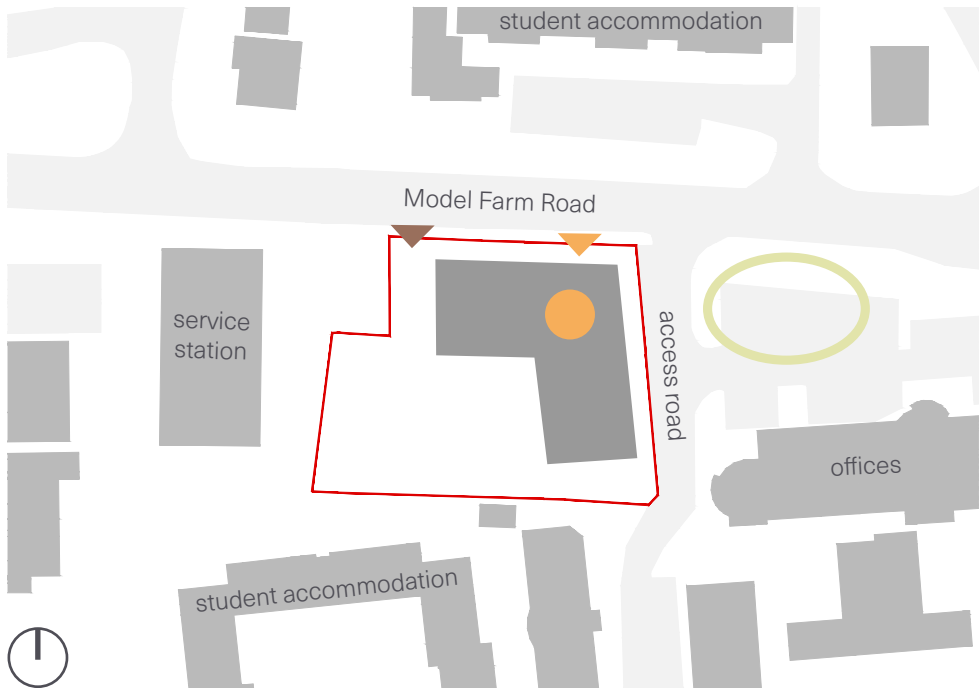 student accommodation
Model Farm Road
service
station
access road
offices
student accommodation